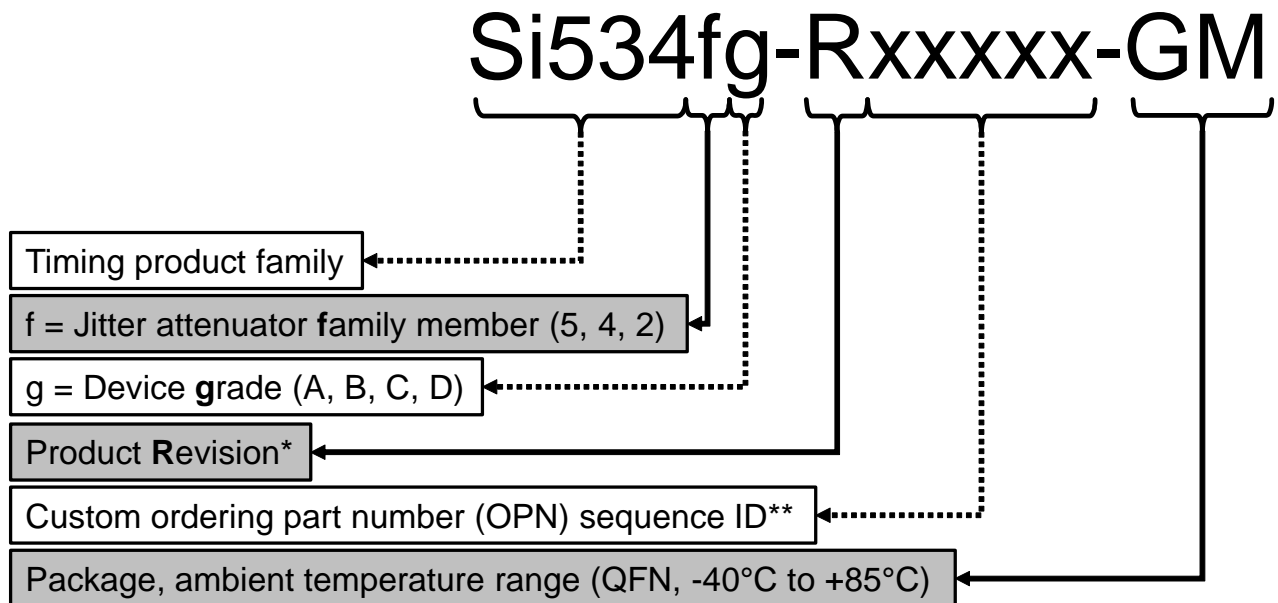 Si534fg-Rxxxxx-GM
Timing product family
f = Jitter attenuator family member (5, 4, 2)
g = Device grade (A, B, C, D)
Product Revision*
Custom ordering part number (OPN) sequence ID**
Package, ambient temperature range (QFN, -40°C to +85°C)